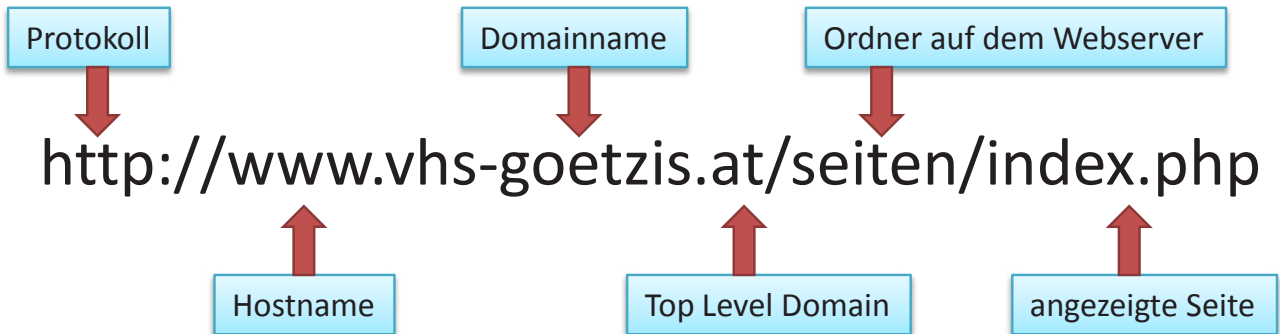 Protokoll
Domainname
Ordner auf dem Webserver
http://www.vhs-goetzis.at/seiten/index.php
Hostname
Top Level Domain
angezeigte Seite